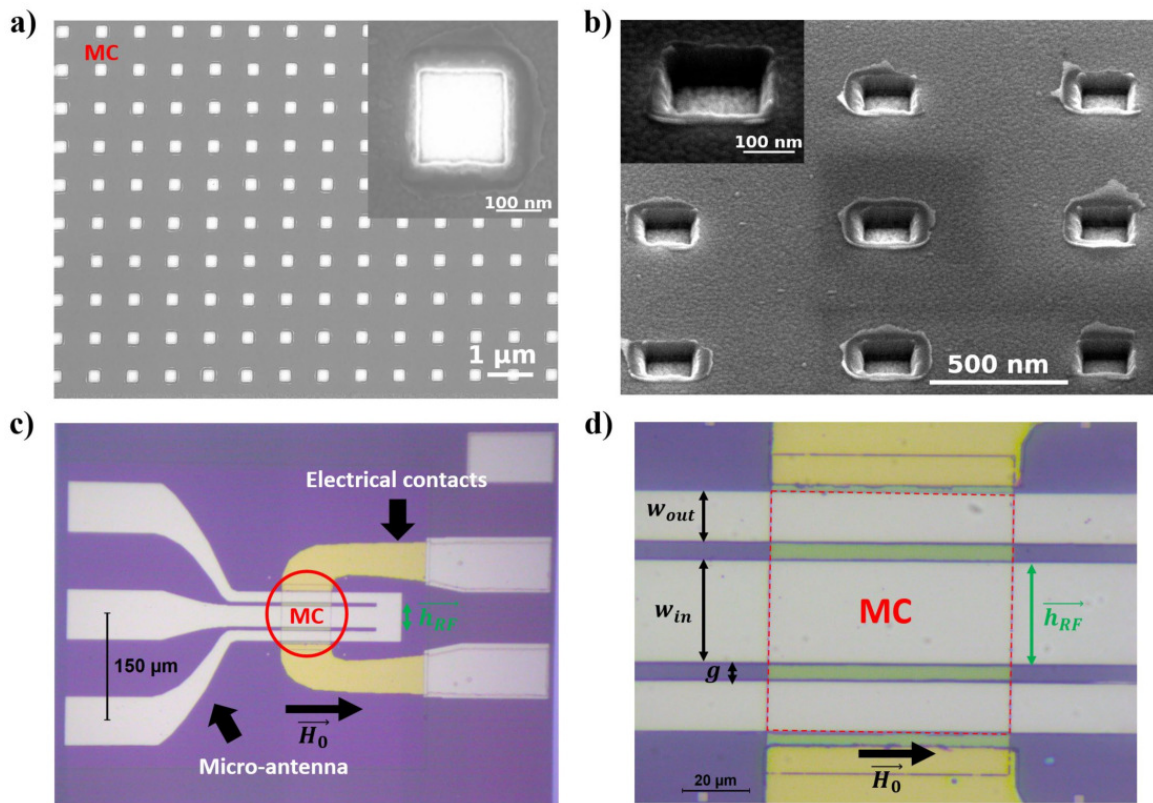 a)
MC
100 nm
1 µm
b)
100 nm
500 nm
c)
Electrical contacts
MC
h_RF
150 µm
H_0
Micro-antenna
d)
w_out
w_in
MC
h_RF
g
20 µm
H_0